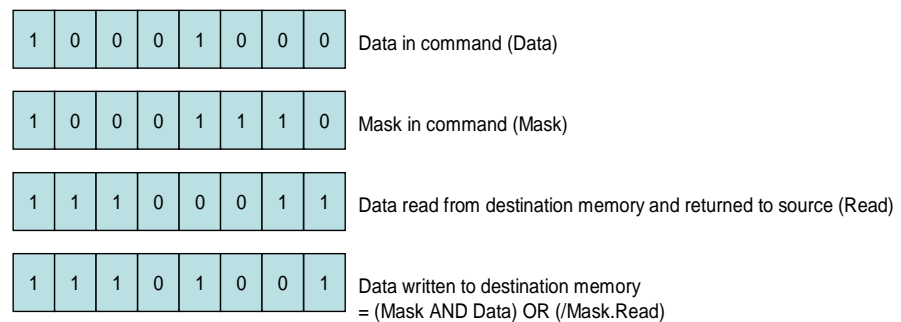 1 0 0 0 1 0 0 0 Data in command (Data)
1 0 0 0 1 1 1 0 Mask in command (Mask)
1 1 1 0 0 0 1 1 Data read from destination memory and returned to source (Read)
1 1 1 0 1 0 0 1 Data written to destination memory
= (Mask AND Data) OR (/Mask.Read)